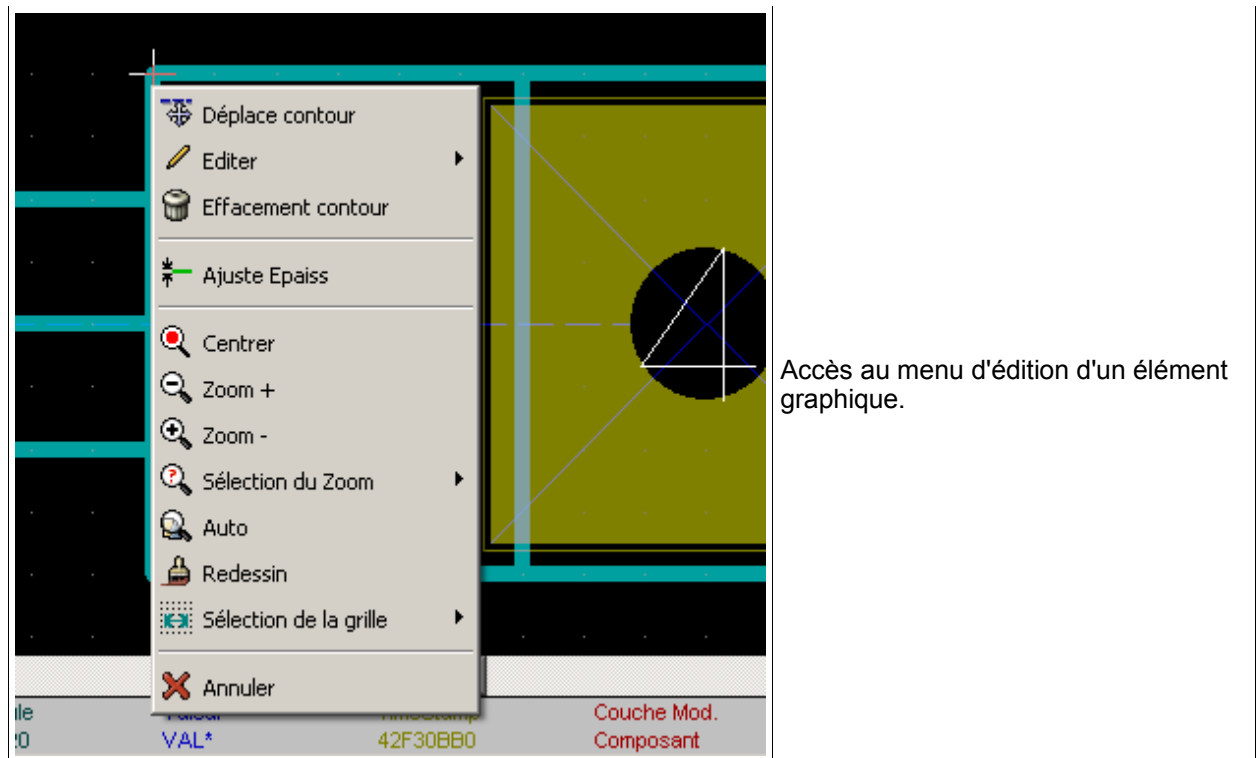 Déplace contour
Editer
Effacement contour
Ajuste Epaiss
Centrer
Zoom +
Zoom -
Sélection du Zoom
Auto
Redessin
Sélection de la grille
Annuler
Couche Mod.
VAL* 42F30BB0 Composant
Accès au menu d'édition d'un élément
graphique.